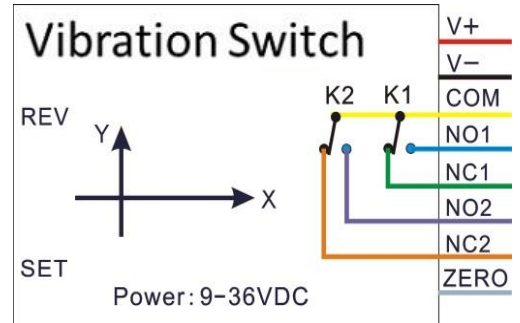 Vibration Switch
V+
V−
K2 K1 COM
REV
NO1
Y
NC1
X
NO2
NC2
SET
ZERO
Power: 9-36VDC